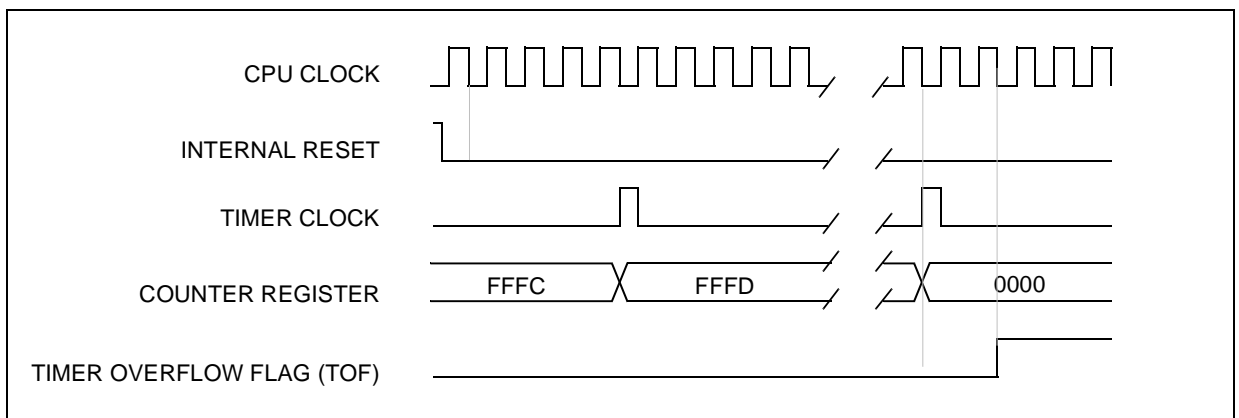 CPU CLOCK
INTERNAL RESET
TIMER CLOCK
COUNTER REGISTER FFFC FFFD 0000
TIMER OVERFLOW FLAG (TOF)